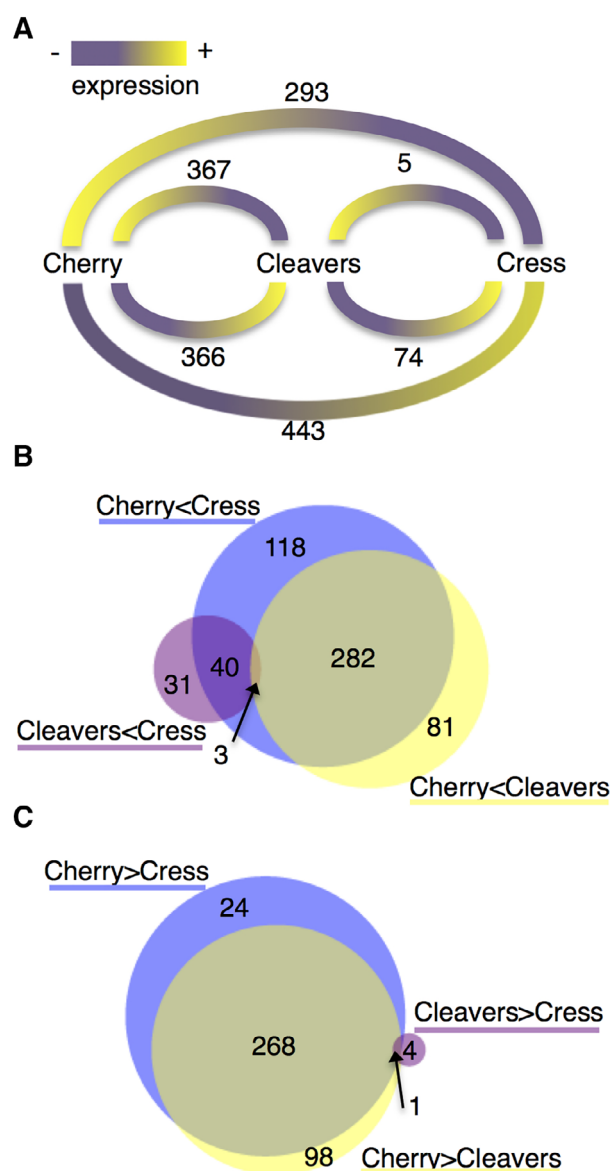 A
- +
expression
293
367 5
Cherry Cleavers Cress
366 74
443
B
Cherry<Cress
118
282
40
31
81
Cleavers<Cress
3
Cherry<Cleavers
C
Cherry>Cress
24
Cleavers>Cress
268
4
1
98
Cherry>Cleavers